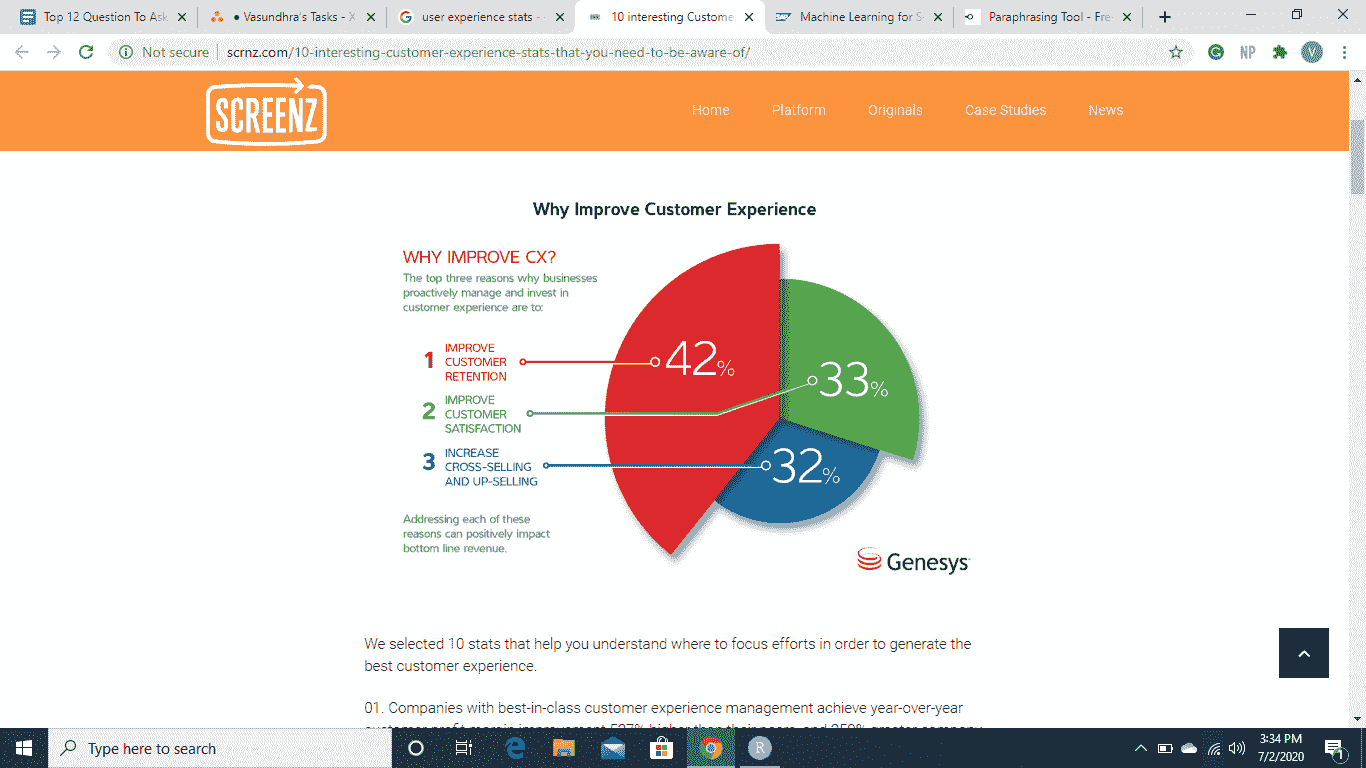 Top 12 Question To Ask
● Vasundhra's Tasks - X
user experience stats -
10 interesting Custome
Machine Learning for S
Paraphrasing Tool - Fre
Not secure
scrnz.com/10-interesting-customer-experience-stats-that-you-need-to-be-aware-of/
NP
V
SCREENZ
Home
Platform
Originals
Case Studies
News
Why Improve Customer Experience
WHY IMPROVE CX?
The top three reasons why businesses
proactively manage and invest in
customer experience are to:
1 IMPROVE
CUSTOMER
RETENTION
42%
2 IMPROVE
CUSTOMER
SATISFACTION
33%
3 INCREASE
CROSS-SELLING
AND UP-SELLING
32%
Addressing each of these
reasons can positively impact
bottom line revenue.
Genesys
We selected 10 stats that help you understand where to focus efforts in order to generate the
best customer experience.
01. Companies with best-in-class customer experience management achieve year-over-year
Type here to search
R
3:34 PM
7/2/2020
1